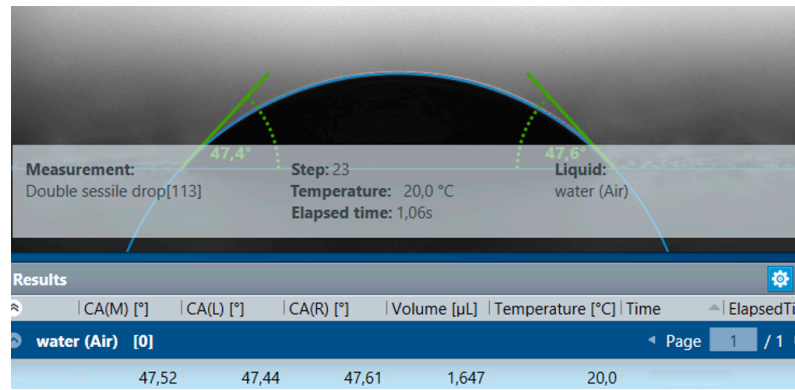 47,4° 47,6°
Measurement: Step: 23 Liquid:
Double sessile drop[113] Temperature: 20,0 °C water (Air)
Elapsed time: 1,06s
Results
CA(M) [°] CA(L) [°] CA(R) [°] Volume [µL] Temperature [°C] Time ElapsedTi
water (Air) [0] Page 1 / 1
47,52 47,44 47,61 1,647 20,0